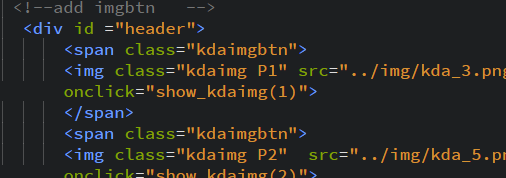 <!--add imgbtn   -->
<div id ="header">
<span class="kdaimgbtn">
<img class="kdaimg P1" src="../img/kda_3.png
onclick="show_kdaimg(1)">
</span>
<span class="kdaimgbtn">
<img class="kdaimg P2"  src="../img/kda_5.pn
onclick="show_kdaimg(2)">